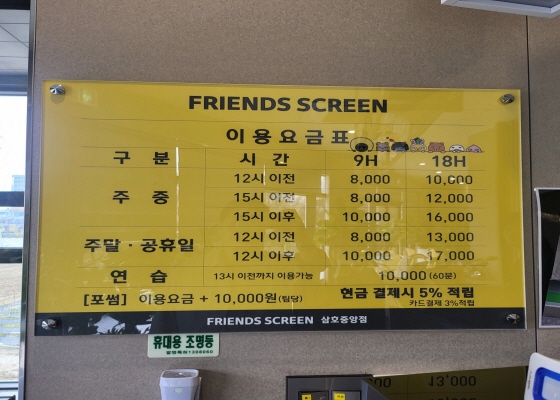 FRIENDS SCREEN
이용요금표
구 분 시 간 9H 18H
주 중 12시 이전 8,000 10,000
15시 이전 8,000 12,000
15시 이후 10,000 16,000
주말 · 공휴일 12시 이전 8,000 13,000
12시 이후 10,000 17,000
연 습 13시 이전까지 이용가능 10,000(60분)
[포썸] 이용요금 + 10,000원(팀당) 현금 결제시 5% 적립
카드결제 3%적립
FRIENDS SCREEN 삼호중앙점
휴대용 조명등
13,000
17,000